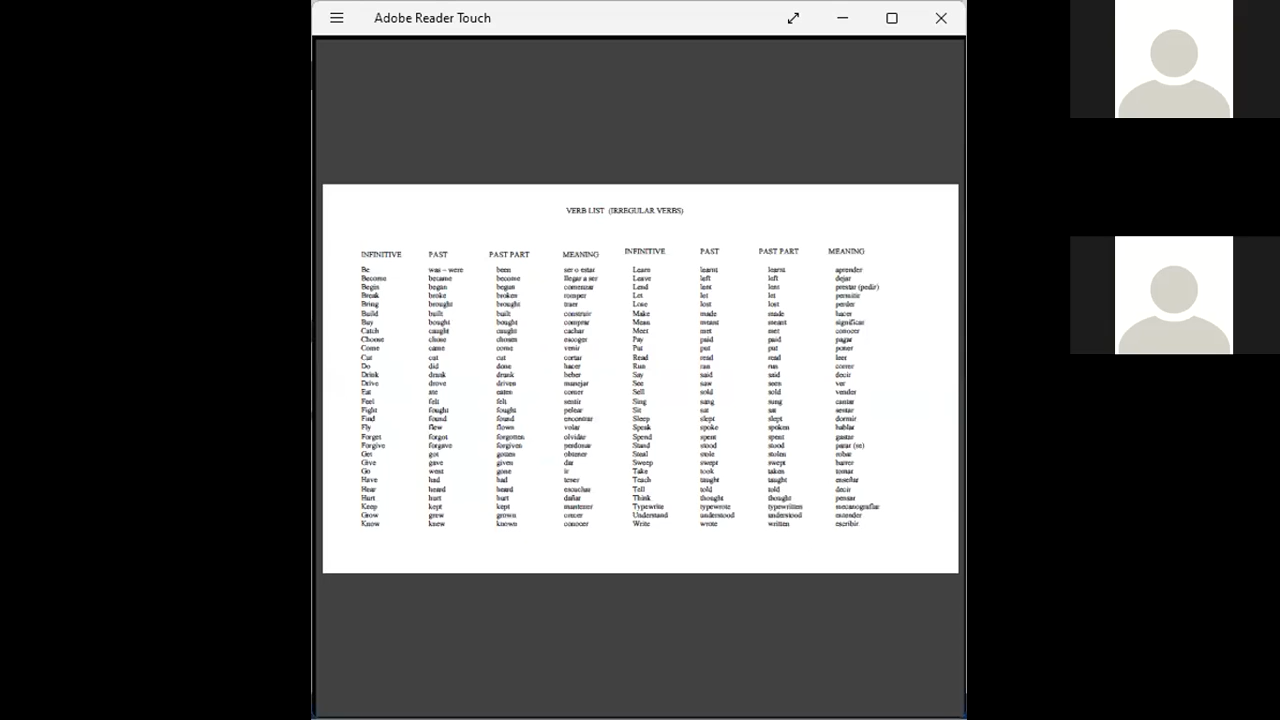 Adobe Reader Touch
VERB LIST (IRREGULAR VERBS)
INFINITIVE PAST PAST PART MEANING INFINITIVE PAST PAST PART MEANING
Be was – were been ser o estar Learn learnt learnt aprender
Become became become llegar a ser Leave left left dejar
Begin began began comenzar Lend lent lent prestar (pedir)
Break broke broken romper Let let let permitir
Bring brought brought traer Lose lost lost perder
Build built built construir Make made made hacer
Buy bought bought comprar Mean meant meant significar
Catch caught caught cachar Meet met met conocer
Choose chose chosen escoger Pay paid paid pagar
Come came come venir Put put put poner
Cut cut cut cortar Read read read leer
Do did done hacer Run ran run correr
Drink drank drunk beber Say said said decir
Drive drove driven manejar See saw seen ver
Eat ate eaten comer Sell sold sold vender
Feel felt felt sentir Sing sang sung cantar
Fight fought fought pelear Sit sat sat sentar
Find found found encontrar Sleep slept slept dormir
Fly flew flown volar Speak spoke spoken hablar
Forget forgot forgotten olvidar Spend spent spent gastar
Forgive forgave forgiven perdonar Stand stood stood parar (se)
Get got gotten obtener Steal stole stolen robar
Give gave given dar Sweep swept swept barrer
Go went gone ir Take took taken tomar
Have had had tener Teach taught taught enseñar
Hear heard heard escuchar Tell told told decir
Hurt hurt hurt dañar Think thought thought pensar
Keep kept kept mantener Typewrite typewrote typewritten mecanografiar
Grow grew grown crecer Understand understood understood entender
Know knew known conocer Write wrote written escribir